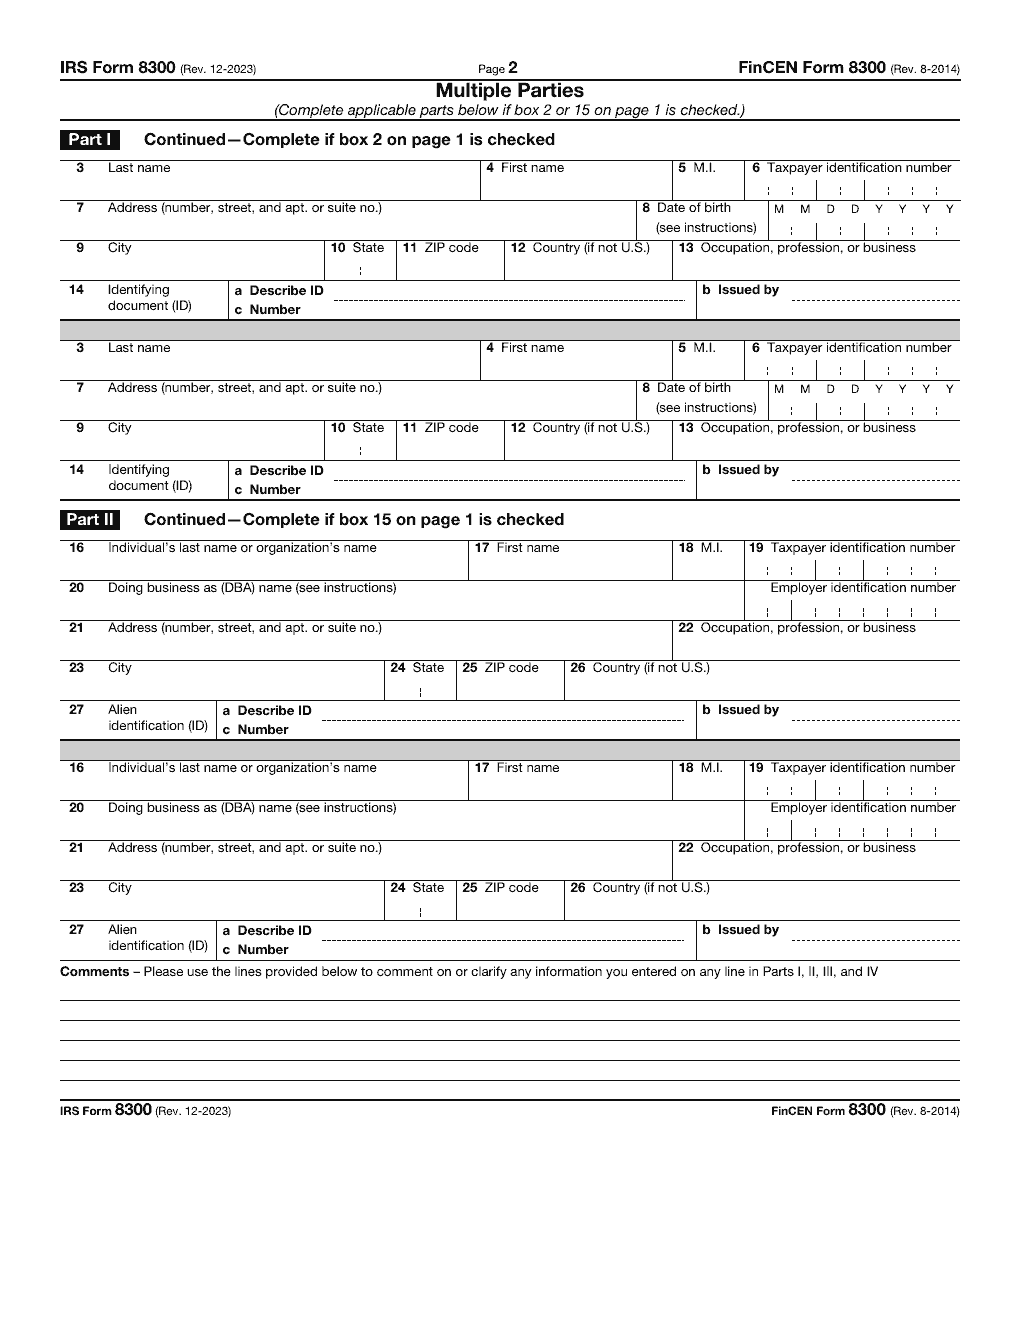 IRS Form 8300 (Rev. 12-2023) Page 2 FinCEN Form 8300 (Rev. 8-2014)
Multiple Parties
(Complete applicable parts below if box 2 or 15 on page 1 is checked.)
Part I Continued—Complete if box 2 on page 1 is checked
3 Last name 4 First name 5 M.I. 6 Taxpayer identification number
7 Address (number, street, and apt. or suite no.) 8 Date of birth M M D D Y Y Y Y
(see instructions)
9 City 10 State 11 ZIP code 12 Country (if not U.S.) 13 Occupation, profession, or business
14 Identifying a Describe ID b Issued by
document (ID) c Number
3 Last name 4 First name 5 M.I. 6 Taxpayer identification number
7 Address (number, street, and apt. or suite no.) 8 Date of birth M M D D Y Y Y Y
(see instructions)
9 City 10 State 11 ZIP code 12 Country (if not U.S.) 13 Occupation, profession, or business
14 Identifying a Describe ID b Issued by
document (ID) c Number
Part II Continued—Complete if box 15 on page 1 is checked
16 Individual's last name or organization's name 17 First name 18 M.I. 19 Taxpayer identification number
20 Doing business as (DBA) name (see instructions) Employer identification number
21 Address (number, street, and apt. or suite no.) 22 Occupation, profession, or business
23 City 24 State 25 ZIP code 26 Country (if not U.S.)
27 Alien a Describe ID b Issued by
identification (ID) c Number
16 Individual's last name or organization's name 17 First name 18 M.I. 19 Taxpayer identification number
20 Doing business as (DBA) name (see instructions) Employer identification number
21 Address (number, street, and apt. or suite no.) 22 Occupation, profession, or business
23 City 24 State 25 ZIP code 26 Country (if not U.S.)
27 Alien a Describe ID b Issued by
identification (ID) c Number
Comments – Please use the lines provided below to comment on or clarify any information you entered on any line in Parts I, II, III, and IV
IRS Form 8300 (Rev. 12-2023) FinCEN Form 8300 (Rev. 8-2014)